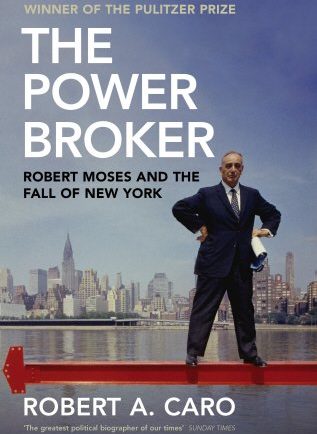 WINNER OF THE PULITZER PRIZE
THE
POWER
BROKER
ROBERT MOSES AND THE
FALL OF NEW YORK
ROBERT A. CARO
'The greatest political biographer of our times' SUNDAY TIMES